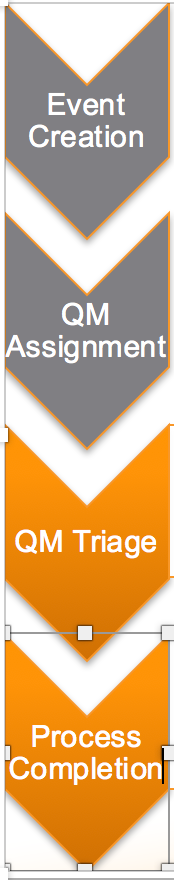 Event
Creation
QM
Assignment
QM Triage
Process
Completion